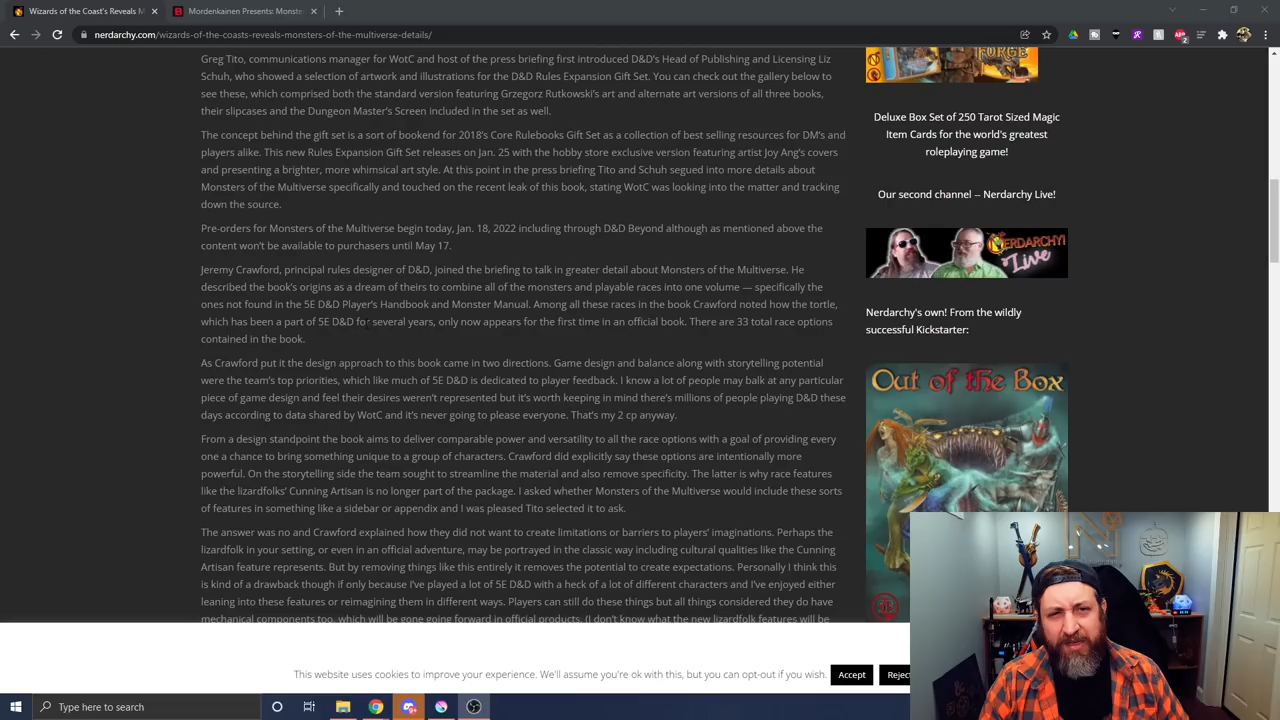 Wizards of the Coast's Reveals M
Mordenkainen Presents: Monste
nerdarchy.com/wizards-of-the-coasts-reveals-monsters-of-the-multiverse-details/
Greg Tito, communications manager for WotC and host of the press briefing first introduced D&D's Head of Publishing and Licensing Liz
Schuh, who showed a selection of artwork and illustrations for the D&D Rules Expansion Gift Set. You can check out the gallery below to
see these, which comprised both the standard version featuring Grzegorz Rutkowski's art and alternate art versions of all three books,
their slipcases and the Dungeon Master's Screen included in the set as well.
The concept behind the gift set is a sort of bookend for 2018's Core Rulebooks Gift Set as a collection of best selling resources for DM's and
players alike. This new Rules Expansion Gift Set releases on Jan. 25 with the hobby store exclusive version featuring artist Joy Ang's covers
and presenting a brighter, more whimsical art style. At this point in the press briefing Tito and Schuh segued into more details about
Monsters of the Multiverse specifically and touched on the recent leak of this book, stating WotC was looking into the matter and tracking
down the source.
Pre-orders for Monsters of the Multiverse begin today, Jan. 18, 2022 including through D&D Beyond although as mentioned above the
content won't be available to purchasers until May 17.
Jeremy Crawford, principal rules designer of D&D, joined the briefing to talk in greater detail about Monsters of the Multiverse. He
described the book's origins as a dream of theirs to combine all of the monsters and playable races into one volume — specifically the
ones not found in the 5E D&D Player's Handbook and Monster Manual. Among all these races in the book Crawford noted how the tortle,
which has been a part of 5E D&D for several years, only now appears for the first time in an official book. There are 33 total race options
contained in the book.
As Crawford put it the design approach to this book came in two directions. Game design and balance along with storytelling potential
were the team's top priorities, which like much of 5E D&D is dedicated to player feedback. I know a lot of people may balk at any particular
piece of game design and feel their desires weren't represented but it's worth keeping in mind there's millions of people playing D&D these
days according to data shared by WotC and it's never going to please everyone. That's my 2 cp anyway.
From a design standpoint the book aims to deliver comparable power and versatility to all the race options with a goal of providing every
one a chance to bring something unique to a group of characters. Crawford did explicitly say these options are intentionally more
powerful. On the storytelling side the team sought to streamline the material and also remove specificity. The latter is why race features
like the lizardfolks' Cunning Artisan is no longer part of the package. I asked whether Monsters of the Multiverse would include these sorts
of features in something like a sidebar or appendix and I was pleased Tito selected it to ask.
The answer was no and Crawford explained how they did not want to create limitations or barriers to players' imaginations. Perhaps the
lizardfolk in your setting, or even in an official adventure, may be portrayed in the classic way including cultural qualities like the Cunning
Artisan feature represents. But by removing things like this entirely it removes the potential to create expectations. Personally I think this
is kind of a drawback though if only because I've played a lot of 5E D&D with a heck of a lot of different characters and I've enjoyed either
leaning into these features or reimagining them in different ways. Players can still do these things but all things considered they do have
mechanical components too, which will be gone going forward in official products. (I don't know what the new lizardfolk features will be
FORGE
Deluxe Box Set of 250 Tarot Sized Magic
Item Cards for the world's greatest
roleplaying game!
Our second channel -- Nerdarchy Live!
NERDARCHY!
Live
Nerdarchy's own! From the wildly
successful Kickstarter:
Out of the Box
This website uses cookies to improve your experience. We'll assume you're ok with this, but you can opt-out if you wish.
Accept
Reject
Type here to search